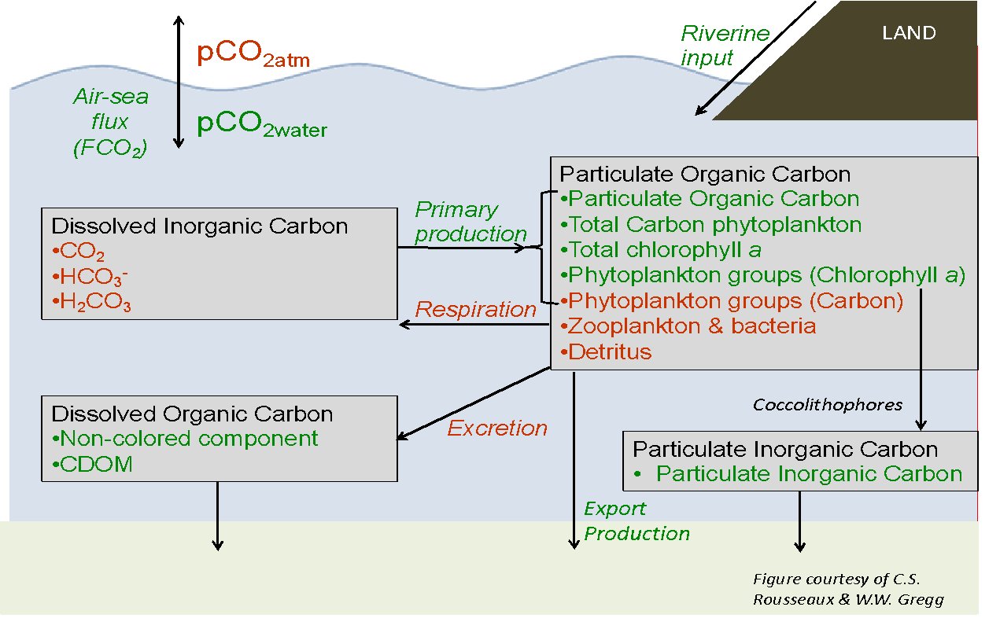 pCO₂atm
Riverine
input
LAND
Air-sea
flux
(FCO₂)
pCO₂water
Particulate Organic Carbon
•Particulate Organic Carbon
•Total Carbon phytoplankton
•Total chlorophyll a
•Phytoplankton groups (Chlorophyll a)
•Phytoplankton groups (Carbon)
•Zooplankton & bacteria
•Detritus
Dissolved Inorganic Carbon
•CO₂
•HCO₃⁻
•H₂CO₃
Primary
production
Respiration
Dissolved Organic Carbon
•Non-colored component
•CDOM
Excretion
Coccolithophores
Particulate Inorganic Carbon
• Particulate Inorganic Carbon
Export
Production
Figure courtesy of C.S.
Rousseaux & W.W. Gregg